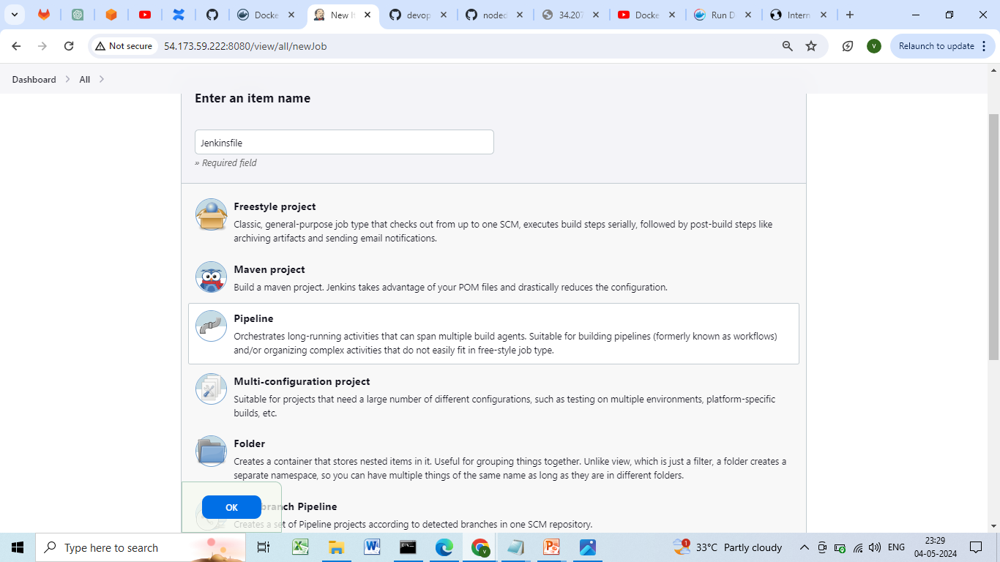 Docke
New It
devop
noded
34.207
Docke
Run D
Intern
Not secure
54.173.59.222:8080/view/all/newJob
V
Relaunch to update
Dashboard
All
Enter an item name
Jenkinsfile
» Required field
Freestyle project
Classic, general-purpose job type that checks out from up to one SCM, executes build steps serially, followed by post-build steps like
archiving artifacts and sending email notifications.
Maven project
Build a maven project. Jenkins takes advantage of your POM files and drastically reduces the configuration.
Pipeline
Orchestrates long-running activities that can span multiple build agents. Suitable for building pipelines (formerly known as workflows)
and/or organizing complex activities that do not easily fit in free-style job type.
Multi-configuration project
Suitable for projects that need a large number of different configurations, such as testing on multiple environments, platform-specific
builds, etc.
Folder
Creates a container that stores nested items in it. Useful for grouping things together. Unlike view, which is just a filter, a folder creates a
separate namespace, so you can have multiple things of the same name as long as they are in different folders.
OK
branch Pipeline
Creates a set of Pipeline projects according to detected branches in one SCM repository.
Type here to search
1
33°C Partly cloudy
ENG
23:29
04-05-2024